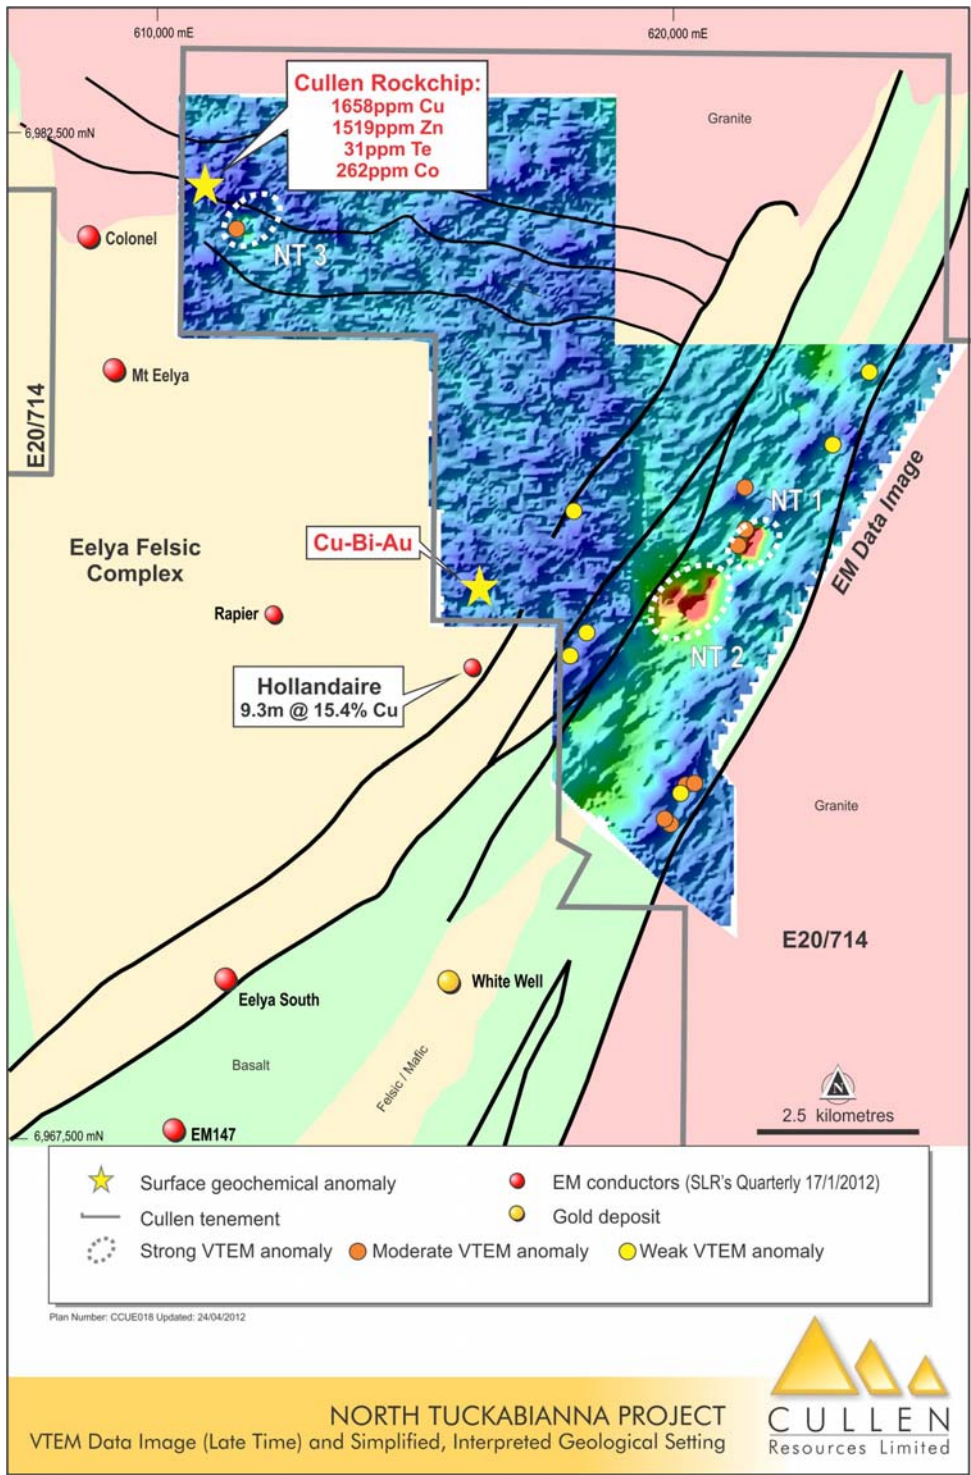 610,000 mE
620,000 mE
Cullen Rockchip:
1658ppm Cu
1519ppm Zn
31ppm Te
262ppm Co
Granite
6,982,500 mN
Colonel
NT 3
Mt Eelya
E20/714
NT 1
EM Data Image
Cu-Bi-Au
Eelya Felsic
Complex
Rapier
NT 2
Hollandaire
9.3m @ 15.4% Cu
Granite
E20/714
White Well
Eelya South
Basalt
Felsic / Mafic
N
2.5 kilometres
EM147
6,967,500 mN
Surface geochemical anomaly
EM conductors (SLR's Quarterly 17/1/2012)
Cullen tenement
Gold deposit
Strong VTEM anomaly
Moderate VTEM anomaly
Weak VTEM anomaly
Plan Number: CCUE018 Updated: 24/04/2012
NORTH TUCKABIANNA PROJECT
VTEM Data Image (Late Time) and Simplified, Interpreted Geological Setting
CULLEN
Resources Limited